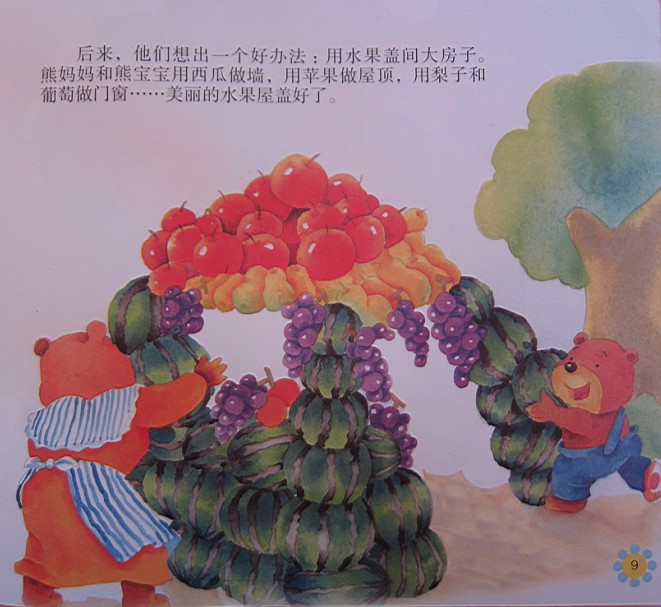 后来，他们想出一个好办法：用水果盖间大房子。
熊妈妈和熊宝宝用西瓜做墙，用苹果做屋顶，用梨子和
葡萄做门窗……美丽的水果屋盖好了。
9